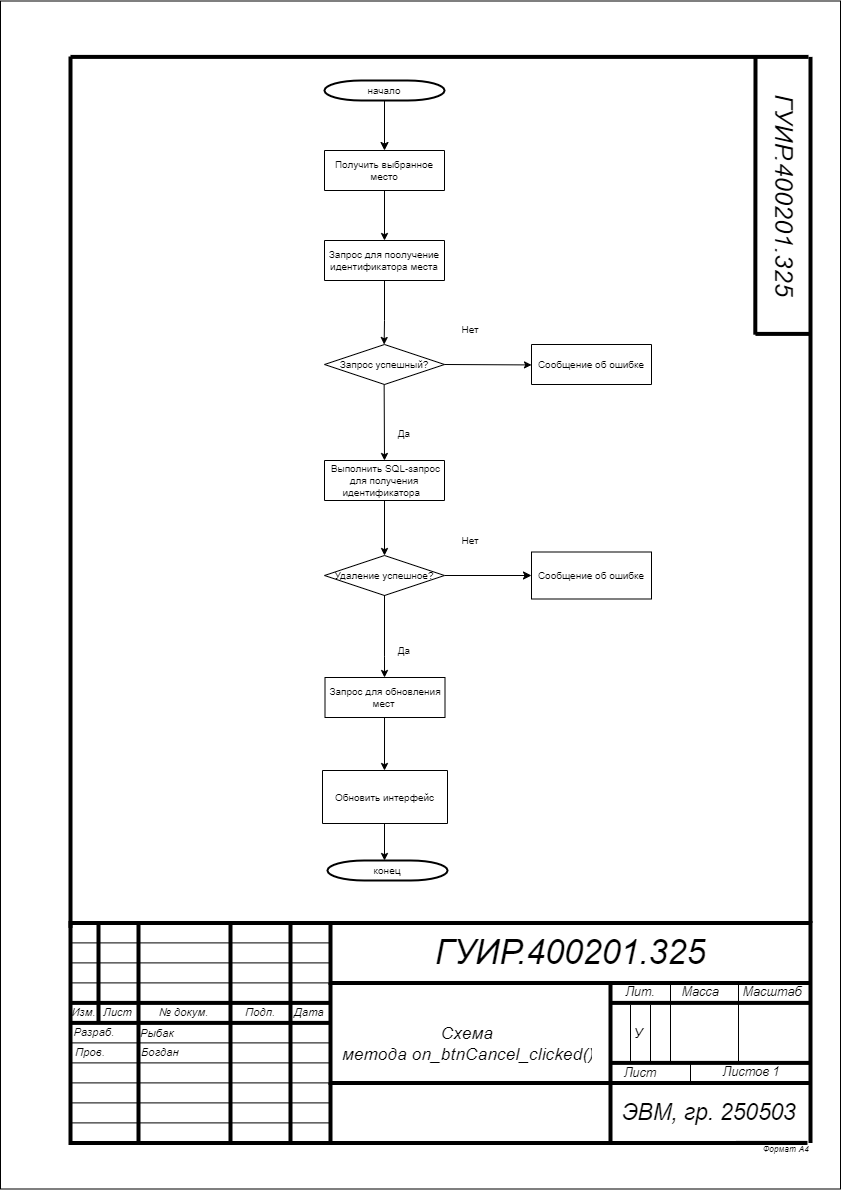 начало
ГУИР.400201.325
Получить выбранное
место
Запрос для поолучение
идентификатора места
Нет
Запрос успешный?
Сообщение об ошибке
Да
Выполнить SQL-запрос
для получения
идентификатора
Нет
Удаление успешное?
Сообщение об ошибке
Да
Запрос для обновления
мест
Обновить интерфейс
конец
ГУИР.400201.325
Лит. Масса Масштаб
Изм. Лист № докум. Подп. Дата
Разраб. Рыбак
Пров. Богдан
Схема
метода on_btnCancel_clicked()
У
Лист Листов 1
ЭВМ, гр. 250503
Формат А4